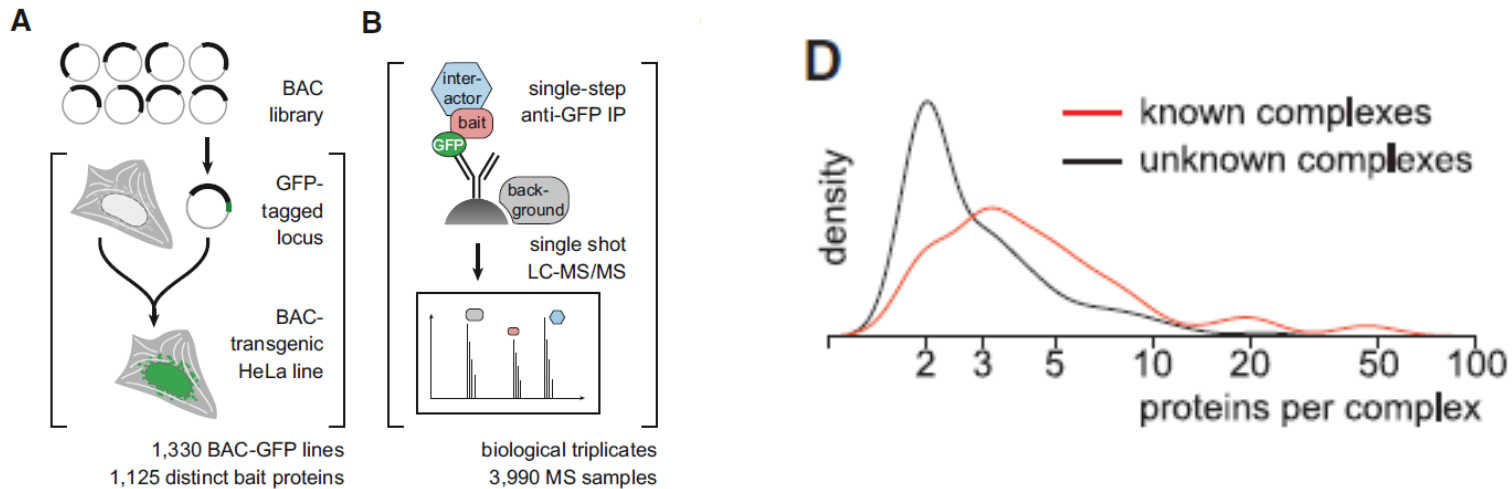 A
BAC
library
GFP-
tagged
locus
BAC-
transgenic
HeLa line
1,330 BAC-GFP lines
1,125 distinct bait proteins
B
inter-
actor
bait
GFP
back-
ground
single-step
anti-GFP IP
single shot
LC-MS/MS
biological triplicates
3,990 MS samples
D
known complexes
unknown complexes
density
2 3 5 10 20 50 100
proteins per complex